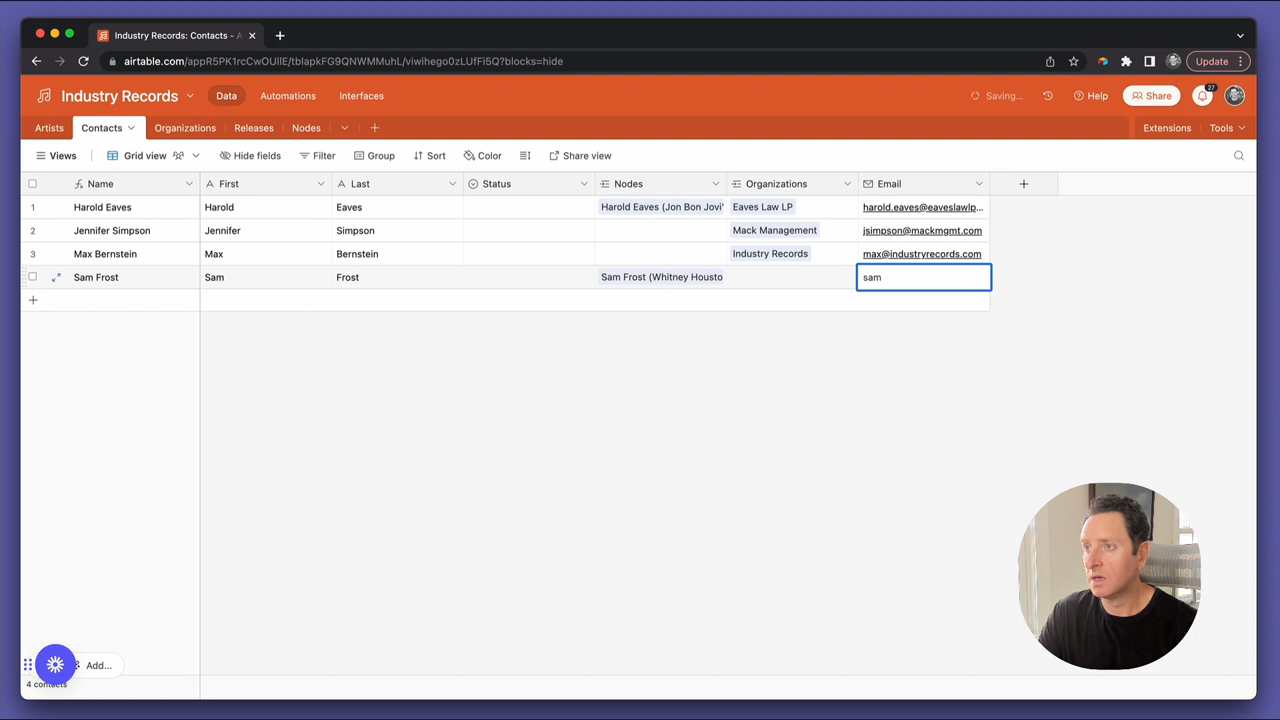 Industry Records: Contacts - A
airtable.com/appR5PK1rcCwOUIlE/tblapkFG9QNWMMuhL/viwihego0zLUfFi5Q?blocks=hide
Update
Industry Records
Data
Automations
Interfaces
Saving...
Help
Share
27
Artists
Contacts
Organizations
Releases
Nodes
Extensions
Tools
Views
Grid view
Hide fields
Filter
Group
Sort
Color
Share view
Name First Last Status Nodes Organizations Email
1 Harold Eaves Harold Eaves Harold Eaves (Jon Bon Jovi' Eaves Law LP harold.eaves@eaveslawlp...
2 Jennifer Simpson Jennifer Simpson Mack Management jsimpson@mackmgmt.com
3 Max Bernstein Max Bernstein Industry Records max@industryrecords.com
Sam Frost Sam Frost Sam Frost (Whitney Housto sam
Add...
4 contacts